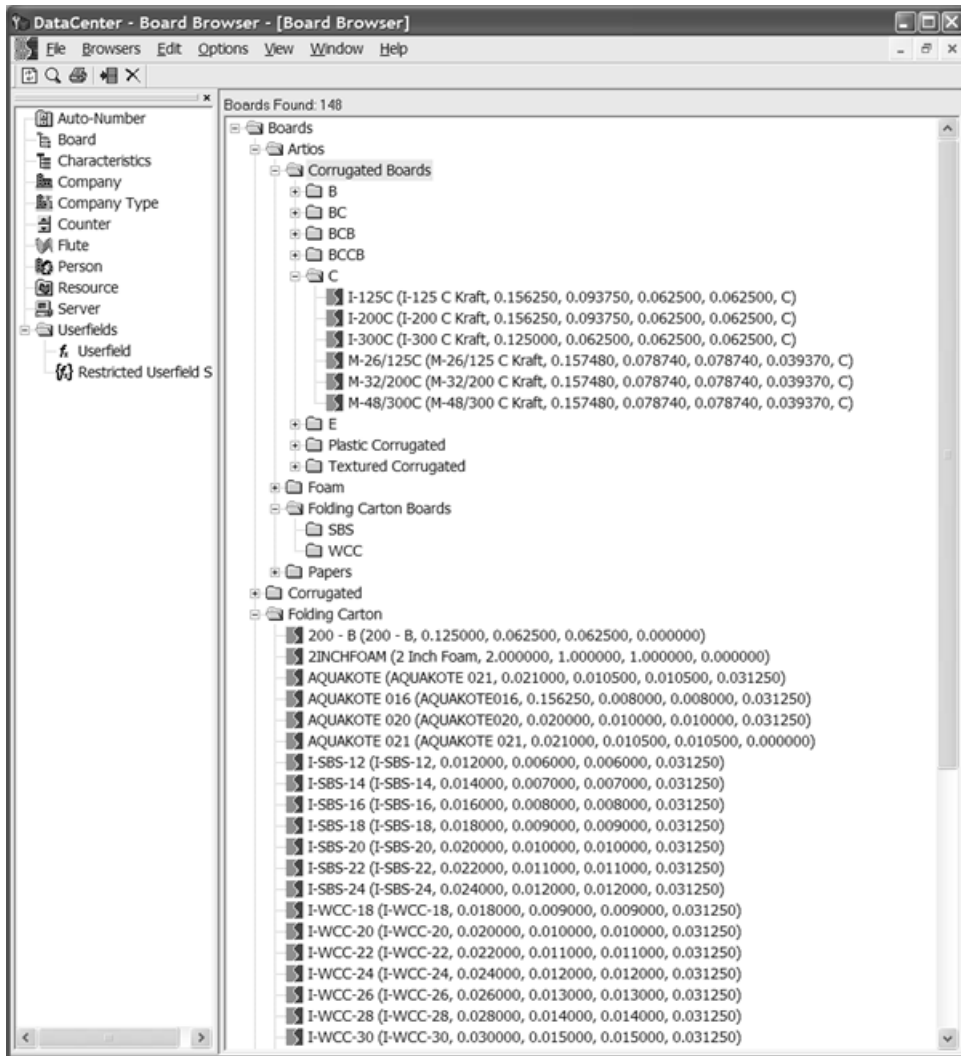 DataCenter - Board Browser - [Board Browser]
File Browsers Edit Options View Window Help
Auto-Number
Board
Characteristics
Company
Company Type
Counter
Flute
Person
Resource
Server
Userfields
Userfield
Restricted Userfield S
Boards Found: 148
Boards
Artios
Corrugated Boards
B
BC
BCB
BCCB
C
I-125C (I-125 C Kraft, 0.156250, 0.093750, 0.062500, 0.062500, C)
I-200C (I-200 C Kraft, 0.156250, 0.093750, 0.062500, 0.062500, C)
I-300C (I-300 C Kraft, 0.125000, 0.062500, 0.062500, 0.062500, C)
M-26/125C (M-26/125 C Kraft, 0.157480, 0.078740, 0.078740, 0.039370, C)
M-32/200C (M-32/200 C Kraft, 0.157480, 0.078740, 0.078740, 0.039370, C)
M-48/300C (M-48/300 C Kraft, 0.157480, 0.078740, 0.078740, 0.039370, C)
E
Plastic Corrugated
Textured Corrugated
Foam
Folding Carton Boards
SBS
WCC
Papers
Corrugated
Folding Carton
200 - B (200 - B, 0.125000, 0.062500, 0.062500, 0.000000)
2INCHFOAM (2 Inch Foam, 2.000000, 1.000000, 1.000000, 0.000000)
AQUAKOTE (AQUAKOTE 021, 0.021000, 0.010500, 0.010500, 0.031250)
AQUAKOTE 016 (AQUAKOTE016, 0.156250, 0.008000, 0.008000, 0.031250)
AQUAKOTE 020 (AQUAKOTE020, 0.020000, 0.010000, 0.010000, 0.031250)
AQUAKOTE 021 (AQUAKOTE 021, 0.021000, 0.010500, 0.010500, 0.000000)
I-SBS-12 (I-SBS-12, 0.012000, 0.006000, 0.006000, 0.031250)
I-SBS-14 (I-SBS-14, 0.014000, 0.007000, 0.007000, 0.031250)
I-SBS-16 (I-SBS-16, 0.016000, 0.008000, 0.008000, 0.031250)
I-SBS-18 (I-SBS-18, 0.018000, 0.009000, 0.009000, 0.031250)
I-SBS-20 (I-SBS-20, 0.020000, 0.010000, 0.010000, 0.031250)
I-SBS-22 (I-SBS-22, 0.022000, 0.011000, 0.011000, 0.031250)
I-SBS-24 (I-SBS-24, 0.024000, 0.012000, 0.012000, 0.031250)
I-WCC-18 (I-WCC-18, 0.018000, 0.009000, 0.009000, 0.031250)
I-WCC-20 (I-WCC-20, 0.020000, 0.010000, 0.010000, 0.031250)
I-WCC-22 (I-WCC-22, 0.022000, 0.011000, 0.011000, 0.031250)
I-WCC-24 (I-WCC-24, 0.024000, 0.012000, 0.012000, 0.031250)
I-WCC-26 (I-WCC-26, 0.026000, 0.013000, 0.013000, 0.031250)
I-WCC-28 (I-WCC-28, 0.028000, 0.014000, 0.014000, 0.031250)
I-WCC-30 (I-WCC-30, 0.030000, 0.015000, 0.015000, 0.031250)